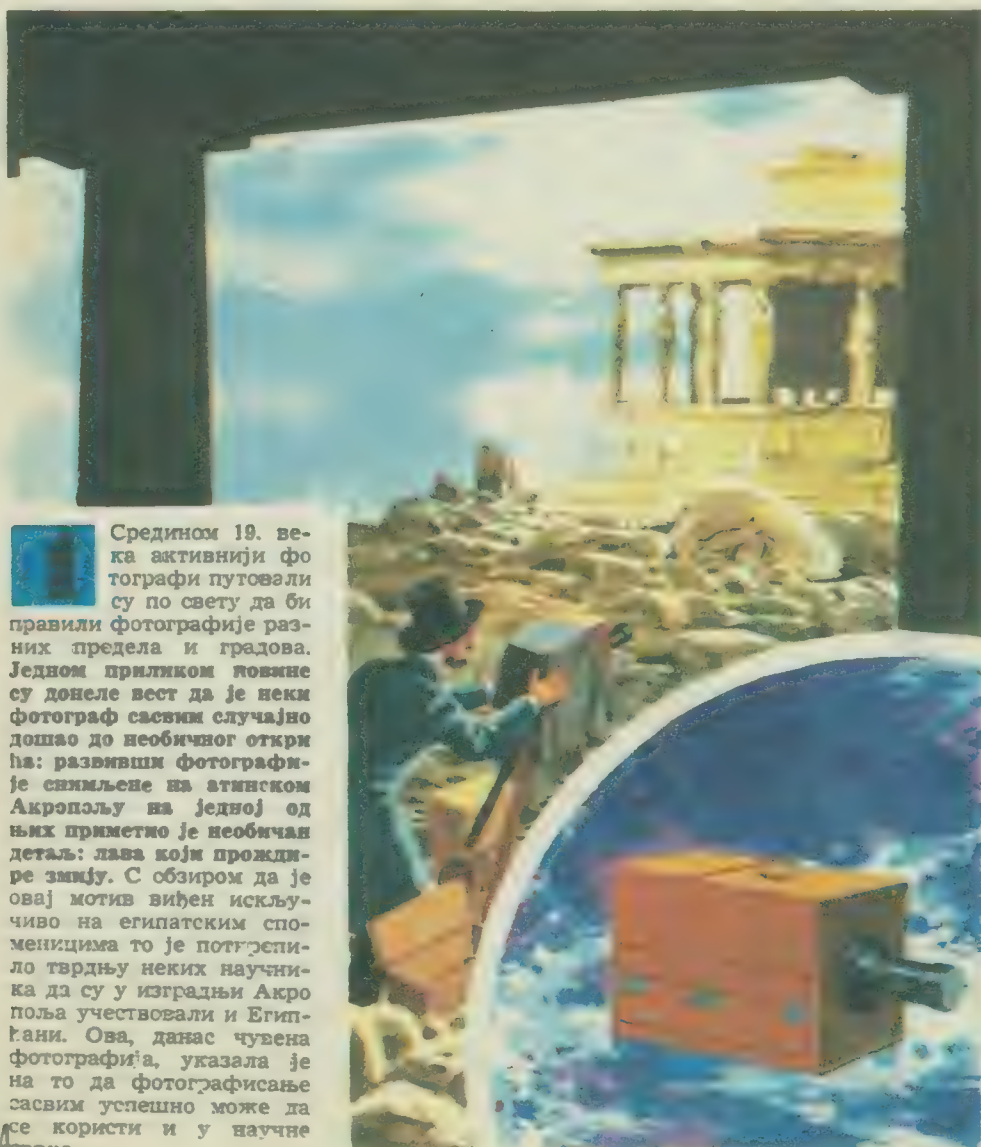 1
Средином 19. ве-
ка активнији фо
тографи путовали
су по свету да би
правили фотографије раз-
них предела и градова.
Једном приликом новине
су донеле вест да је неки
фотограф сасвим случајно
дошао до необичног откри
ћа: развивши фотографи-
је снимљене на атинском
Акропољу на једној од
њих приметио је необичан
детаљ: лава који прожди-
ре змију. С обзиром да је
овај мотив виђен искљу-
чиво на египатским спо-
меницима то је поткрепи-
ло тврдњу неких научни-
ка да су у изградњи Акро
поља учествовали и Егип-
ћани. Ова, данас чувена
фотографија, указала је
на то да фотографисање
сасвим успешно може да
се користи и у научне